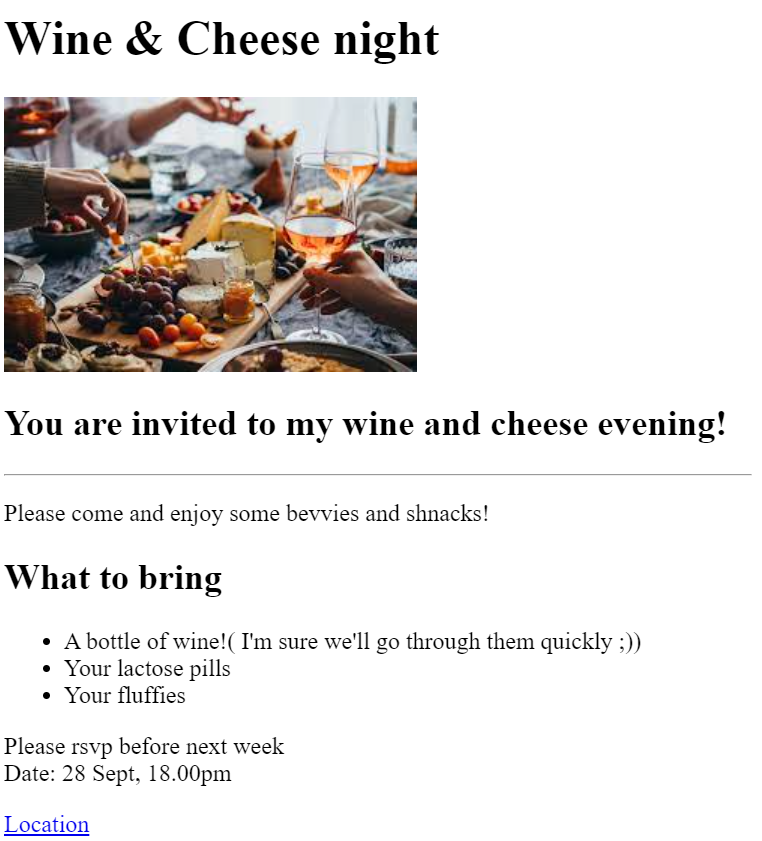 Wine & Cheese night
You are invited to my wine and cheese evening!
Please come and enjoy some bevvies and shnacks!
What to bring
A bottle of wine!( I'm sure we'll go through them quickly ;))
Your lactose pills
Your fluffies
Please rsvp before next week
Date: 28 Sept, 18.00pm
Location